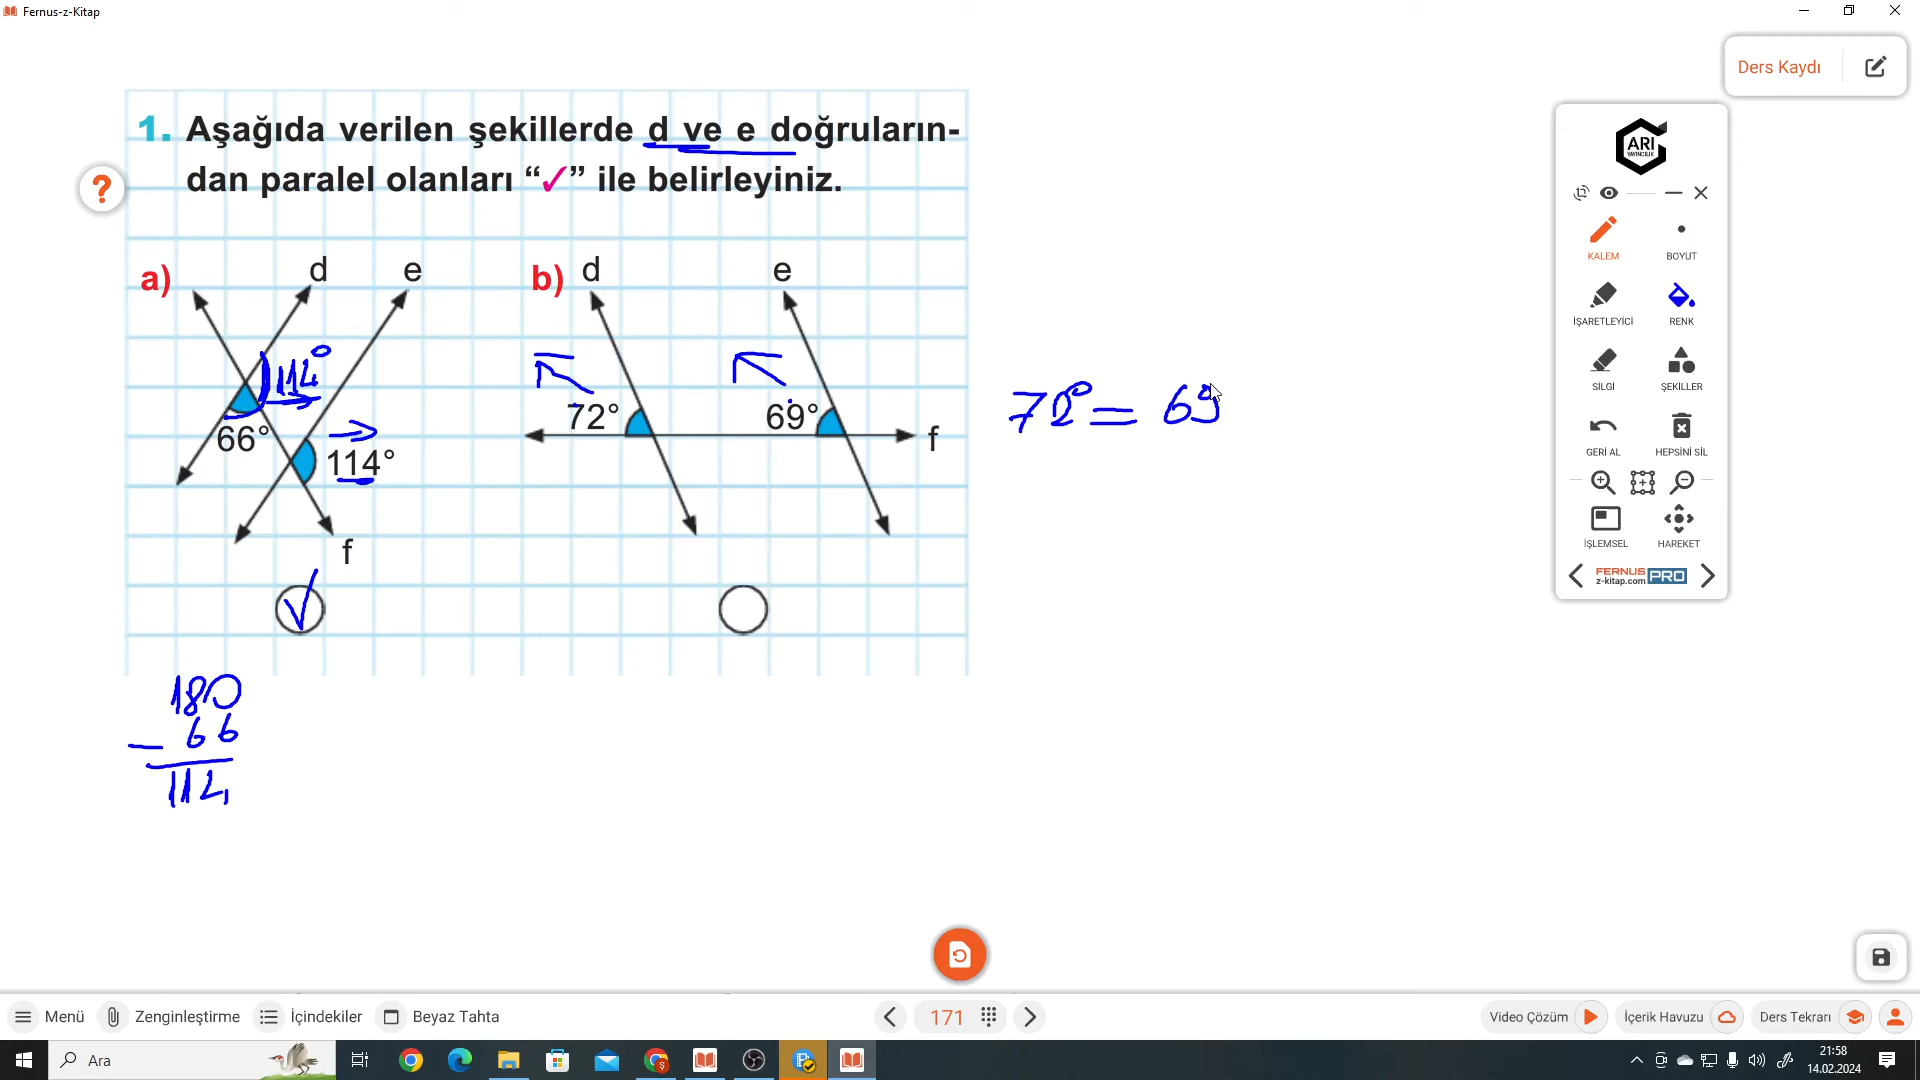 Fernus-z-Kitap
Ders Kaydı
1. Aşağıda verilen şekillerde d ve e doğruların-
dan paralel olanları “✓” ile belirleyiniz.
?
a) d e b) d e
114°
66°
114°
f
72° 69° f
72° = 69
180
66
114
ARI
YAYINCILIK
KALEM BOYUT
İŞARETLEYİCİ RENK
SİLGİ ŞEKİLLER
GERİ AL HEPSİNİ SİL
İŞLEMSEL HAREKET
FERNUS
z-kitap.com PRO
Menü Zenginleştirme İçindekiler Beyaz Tahta 171 Video Çözüm İçerik Havuzu Ders Tekrarı
Ara
21:58
14.02.2024